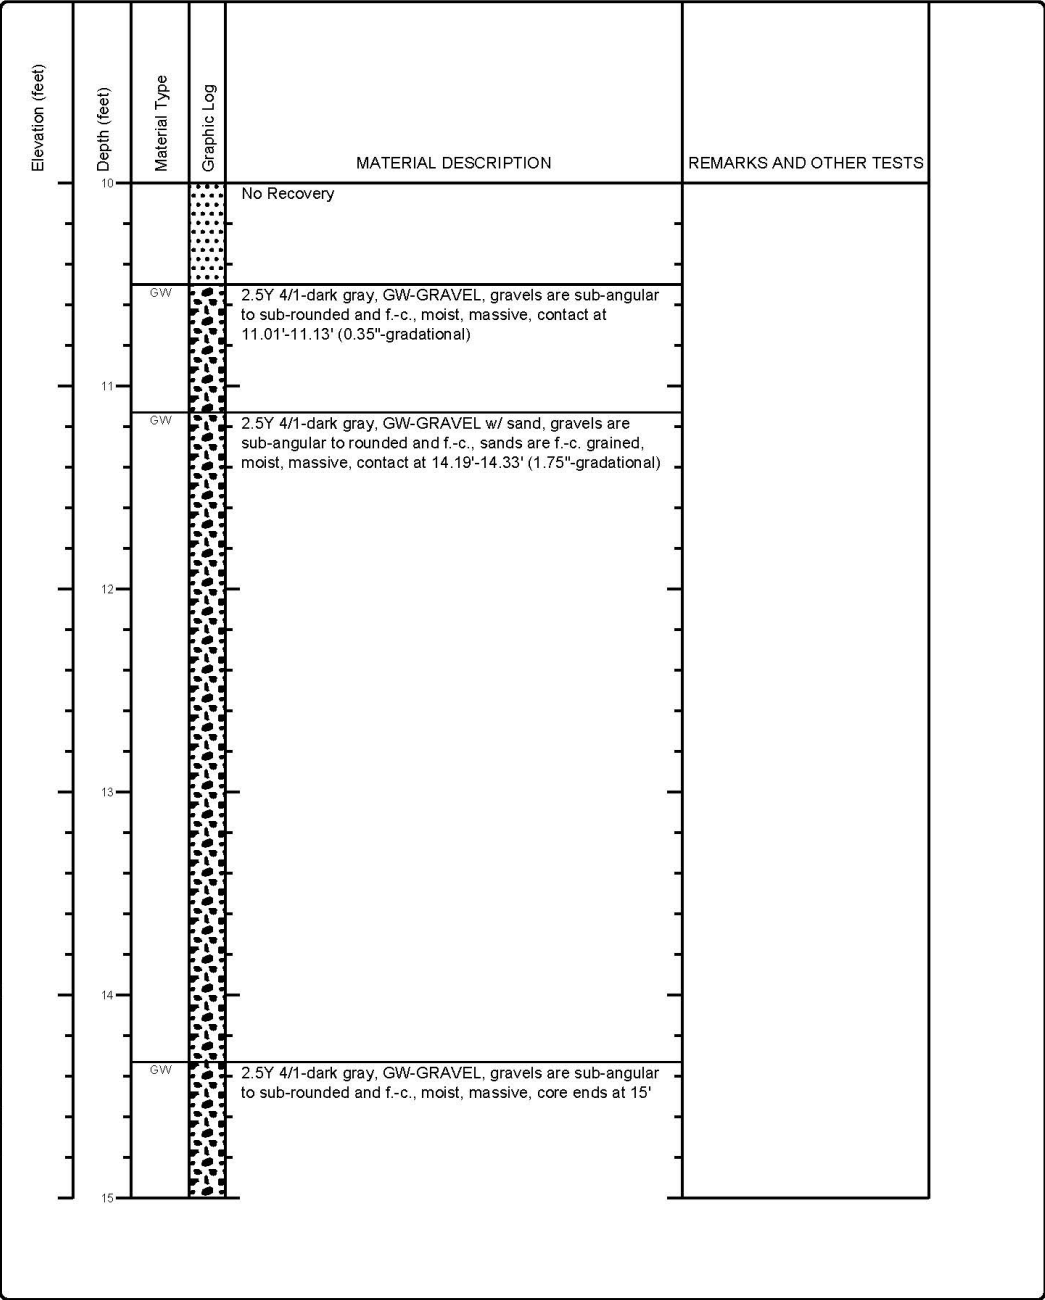 Elevation (feet)
Depth (feet)
Material Type
Graphic Log
MATERIAL DESCRIPTION
REMARKS AND OTHER TESTS
10
No Recovery
GW
2.5Y 4/1-dark gray, GW-GRAVEL, gravels are sub-angular
to sub-rounded and f.-c., moist, massive, contact at
11.01'-11.13' (0.35"-gradational)
11
GW
2.5Y 4/1-dark gray, GW-GRAVEL w/ sand, gravels are
sub-angular to rounded and f.-c., sands are f.-c. grained,
moist, massive, contact at 14.19'-14.33' (1.75"-gradational)
12
13
14
GW
2.5Y 4/1-dark gray, GW-GRAVEL, gravels are sub-angular
to sub-rounded and f.-c., moist, massive, core ends at 15'
15